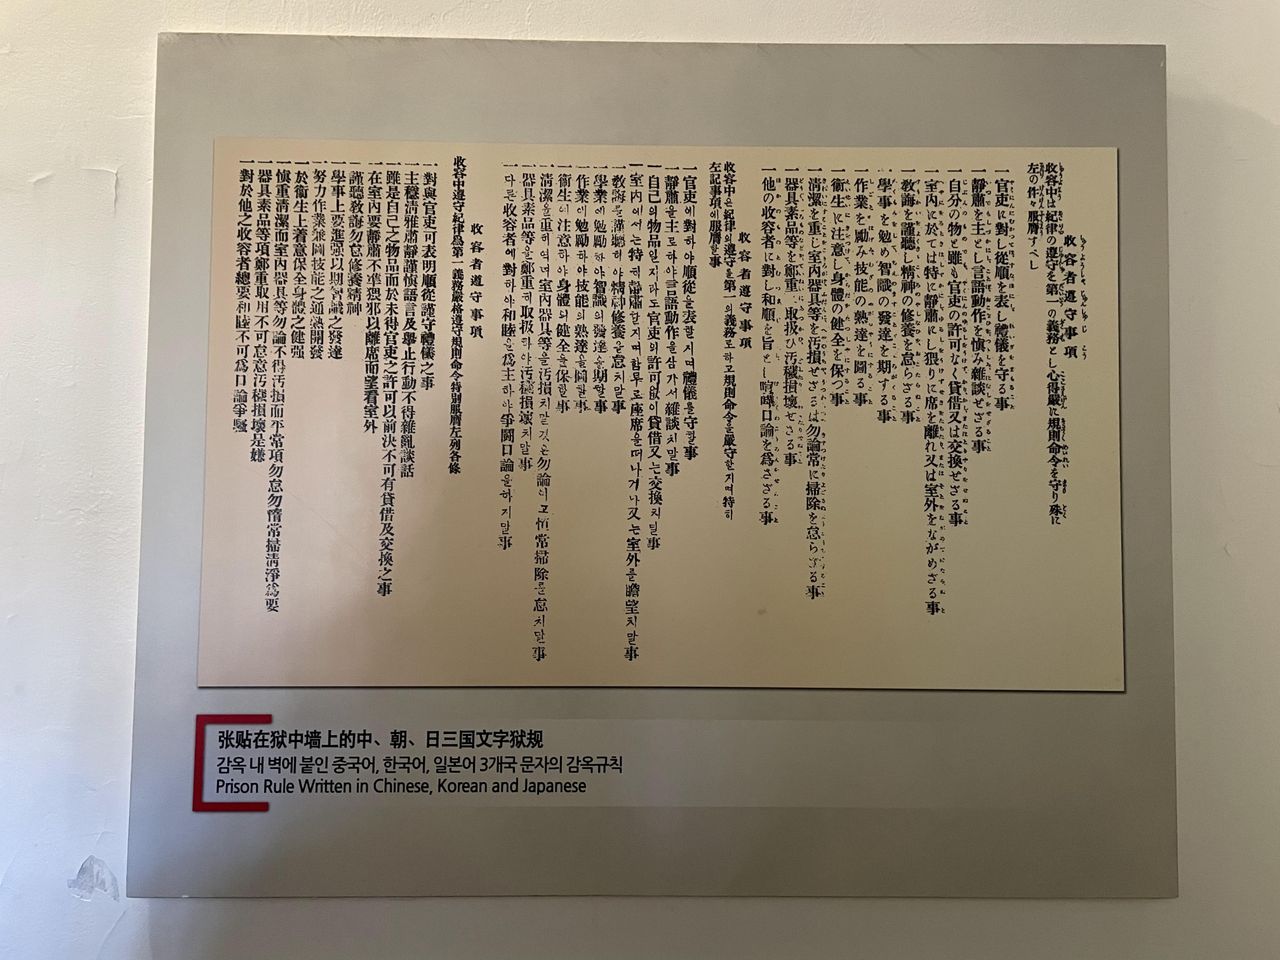 收容者遵守事項
收容中は紀律の遵守を第一の義務と心得嚴に規則命令を守り殊に
左の件々服膺すべし
一官吏に對し從順を表し禮儀を守る事
一靜肅を主とし言語動作を慎み雜談せざる事
一自分の物と雖も官吏の許可なく貸借又は交換せざる事
一室內に於ては特に靜肅にし猥りに席を離れ又は室外をながめざる事
一教誨を謹聽し精神の修養を怠らざる事
一學事を勉め智識の發達を期する事
一作業を勵み技能の熟達を圖る事
一衞生に注意し身體の健全を保つ事
一清潔を重じ室內器具等を汚損せざるは勿論常に掃除を怠らざる事
一器具素品等を鄭重に取扱ひ汚穢損壞せざる事
一他の收容者に對し和順を旨とし喧嘩口論を爲さざる事
收容者遵守事項
收容中은紀律의遵守を第一의義務로하고規則命令을嚴守할지며特히
左記事項에服膺할事
一官吏에對하야順從을表할지며禮儀를守할事
一靜肅을主로하야言語動作을삼가서雜談치말事
一自己의物品일지라도官吏의許可없이貸借又는交換치말事
一室內에서는特히靜肅할지며함부로座席을떠나거나又는室外를瞻望치말事
一敎誨를謹聽하야精神修養을怠치말事
一學業에勉勵하야智識의發達을期할事
一作業에勉勵하야技能의熟達을圖할事
一衛生에注意하야身體의健全을保할事
一淸潔을重히역며室內器具等을汚損치말것은勿論이고恒常掃除를怠치말事
一器具素品等을鄭重히取扱하야汚穢損壞치말事
一다른收容者에對하야和睦을爲主하야爭鬪口論을하지말事
收容者遵守事項
收容中遵守紀律爲第一義務嚴格遵守規則命令特別服膺左列各條
一對與官吏可表明順從謹守禮儀之事
一主穩淸雅肅靜謹愼語言及擧止行動不得雜亂談話
一雖是自己之物品而於未得官吏之許可以前決不可有貸借及交換之事
一在室內要靜肅不準猥邪以離席而望看室外
一謹聽敎誨勿怠修養精神
一學事上要進强以期智識之發達
一努力作業兼圖技能之通熟開發
一於衛生上着意保全身體之健强
一愼重淸潔而室內器具等勿論不得汚損而平常項勿怠勿惰常掃淸淨爲要
一器具素品等項鄭重取用不可怠意汚穢損壞是嫌
一對於他之收容者總要和睦不可爲口論爭騷
张贴在狱中墙上的中、朝、日三国文字狱规
감옥 내 벽에 붙인 중국어, 한국어, 일본어 3개국 문자의 감옥규칙
Prison Rule Written in Chinese, Korean and Japanese